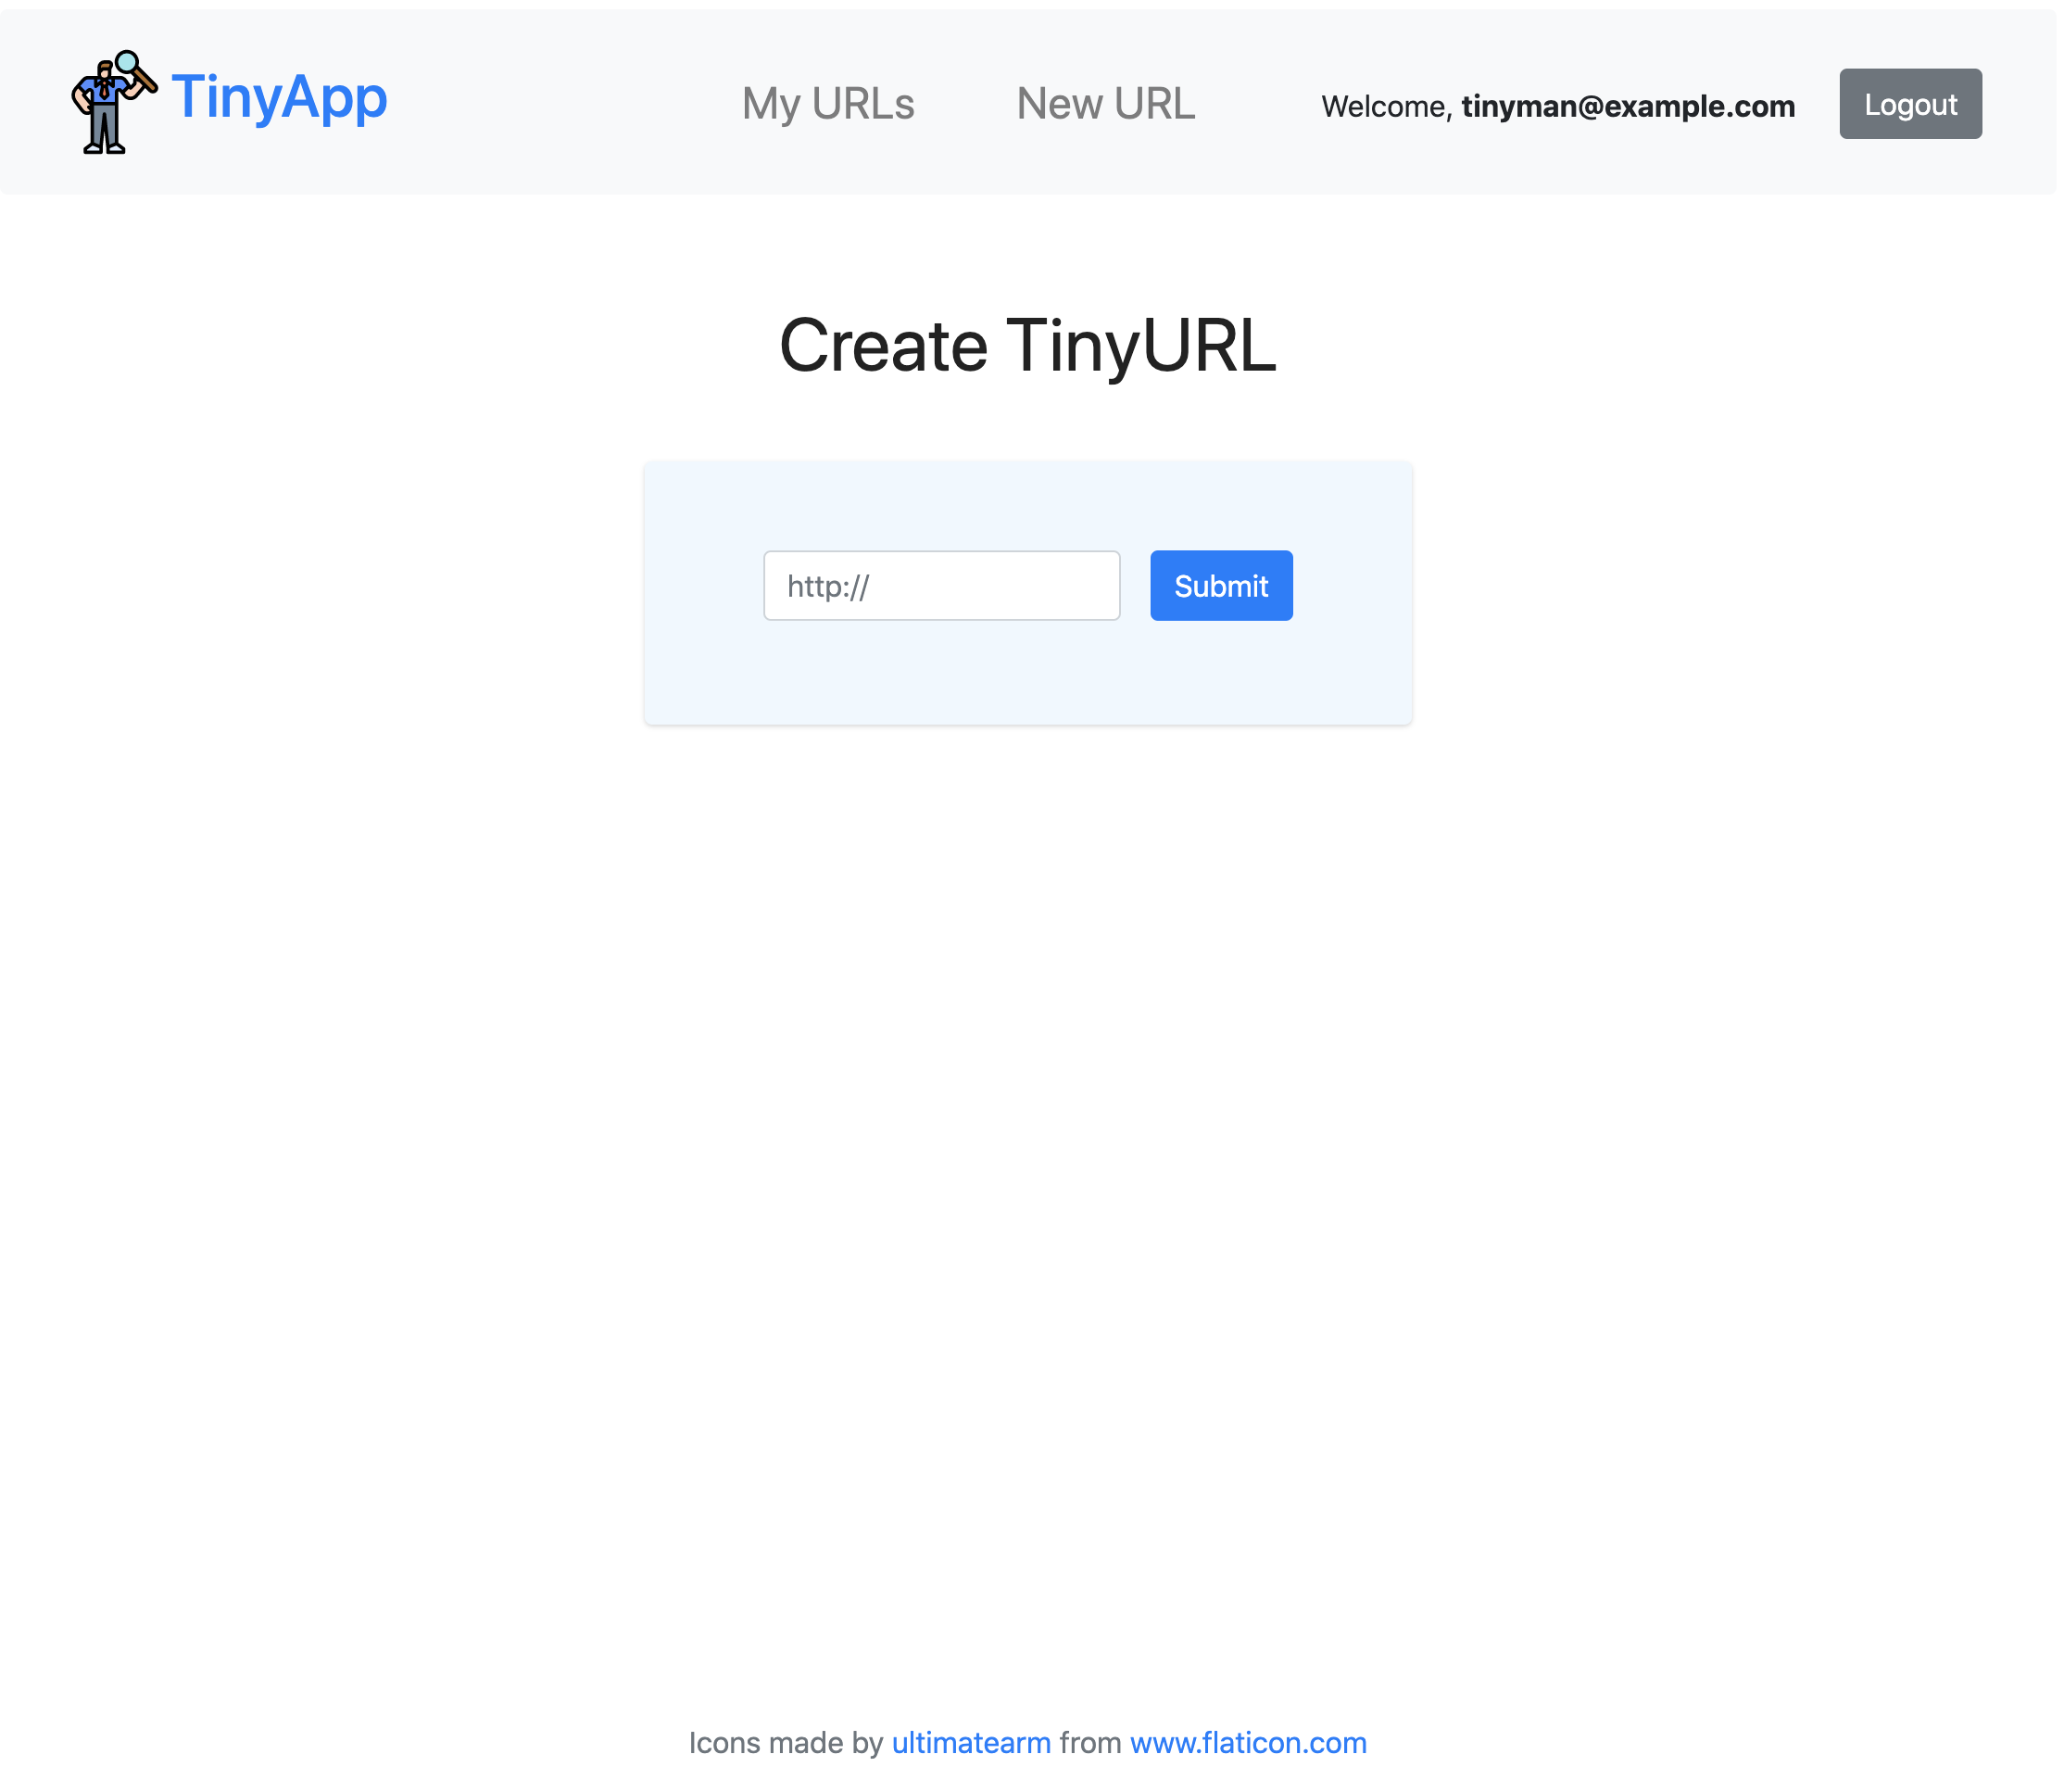 TinyApp
My URLs
New URL
Welcome, tinyman@example.com
Logout
Create TinyURL
http://
Submit
Icons made by ultimatearm from www.flaticon.com